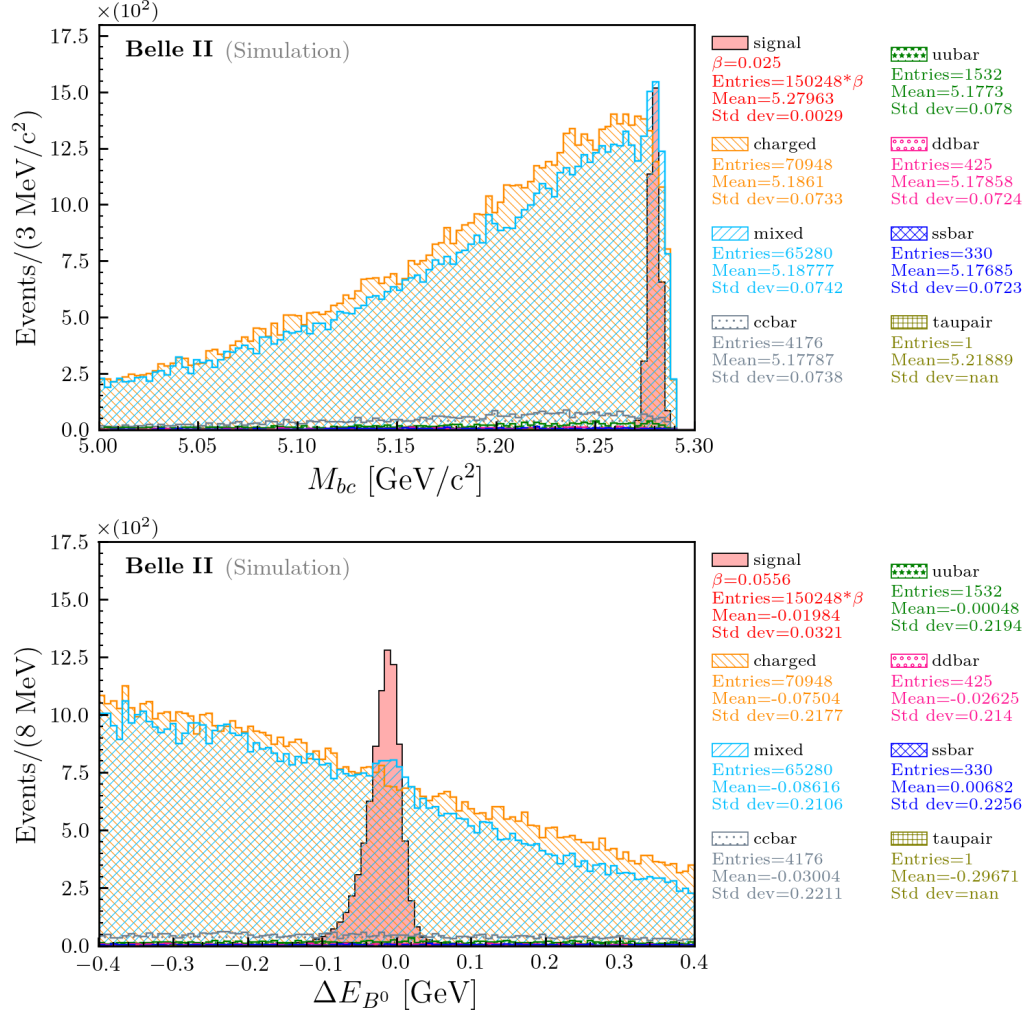 ×(10²)
17.5
15.0
12.5
10.0
7.5
5.0
2.5
0.0
Events/(3 MeV/c²)
Belle II (Simulation)
5.00 5.05 5.10 5.15 5.20 5.25 5.30
M_bc [GeV/c²]
signal
β=0.025
Entries=150248*β
Mean=5.27963
Std dev=0.0029
charged
Entries=70948
Mean=5.1861
Std dev=0.0733
mixed
Entries=65280
Mean=5.18777
Std dev=0.0742
ccbar
Entries=4176
Mean=5.17787
Std dev=0.0738
uubar
Entries=1532
Mean=5.1773
Std dev=0.078
ddbar
Entries=425
Mean=5.17858
Std dev=0.0724
ssbar
Entries=330
Mean=5.17685
Std dev=0.0723
taupair
Entries=1
Mean=5.21889
Std dev=nan
×(10²)
17.5
15.0
12.5
10.0
7.5
5.0
2.5
0.0
Events/(8 MeV)
Belle II (Simulation)
−0.4 −0.3 −0.2 −0.1 0.0 0.1 0.2 0.3 0.4
ΔE_B⁰ [GeV]
signal
β=0.0556
Entries=150248*β
Mean=-0.01984
Std dev=0.0321
charged
Entries=70948
Mean=-0.07504
Std dev=0.2177
mixed
Entries=65280
Mean=-0.08616
Std dev=0.2106
ccbar
Entries=4176
Mean=-0.03004
Std dev=0.2211
uubar
Entries=1532
Mean=-0.00048
Std dev=0.2194
ddbar
Entries=425
Mean=-0.02625
Std dev=0.214
ssbar
Entries=330
Mean=0.00682
Std dev=0.2256
taupair
Entries=1
Mean=-0.29671
Std dev=nan